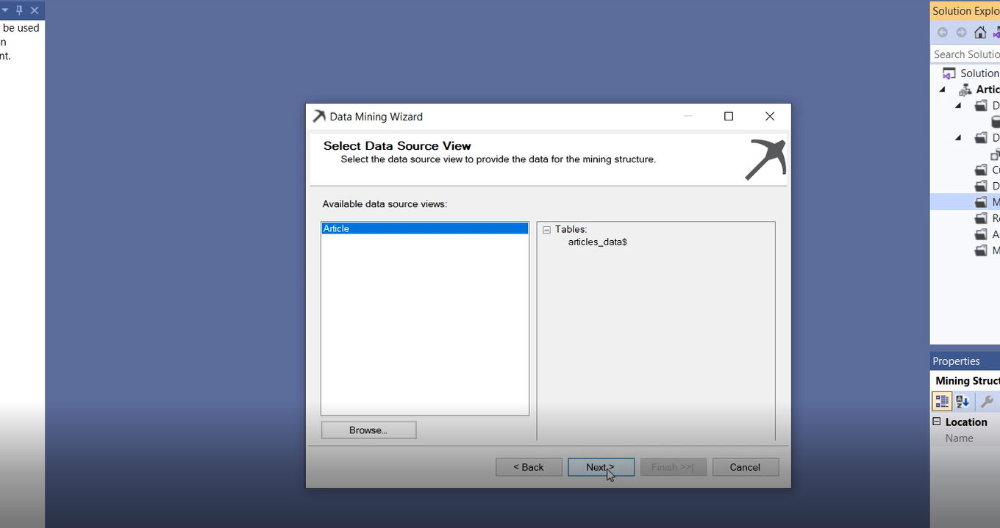 be used
n
nt.
Data Mining Wizard
Select Data Source View
Select the data source view to provide the data for the mining structure.
Available data source views:
Article
Tables:
articles_data$
Browse...
< Back
Next >
Finish >>|
Cancel
Solution Explo
Search Solutio
Solution
Artic
D
D
Cu
D
M
Re
A
M
Properties
Mining Struct
Location
Name